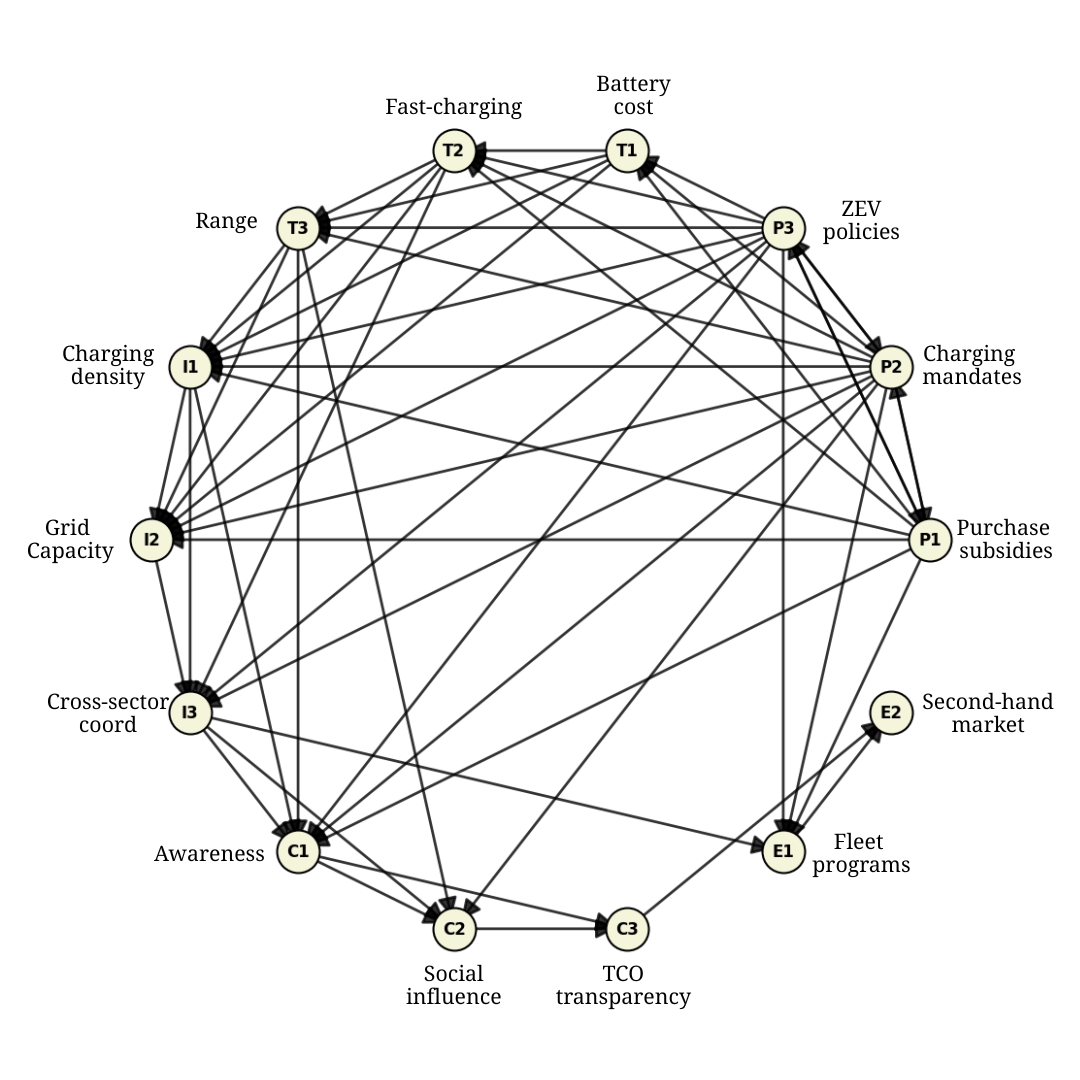 Battery
cost
Fast-charging
T2
T1
ZEV
policies
Range
T3
P3
Charging
density
I1
P2
Charging
mandates
Grid
Capacity
I2
P1
Purchase
subsidies
Cross-sector
coord
I3
E2
Second-hand
market
Awareness
C1
E1
Fleet
programs
C2
C3
Social
influence
TCO
transparency